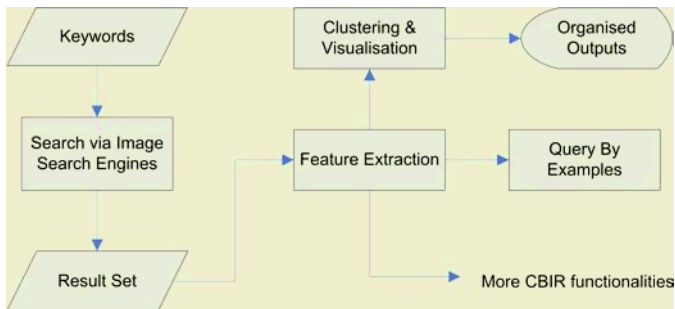 Keywords
Search via Image
Search Engines
Result Set
Clustering &
Visualisation
Organised
Outputs
Feature Extraction
Query By
Examples
More CBIR functionalities